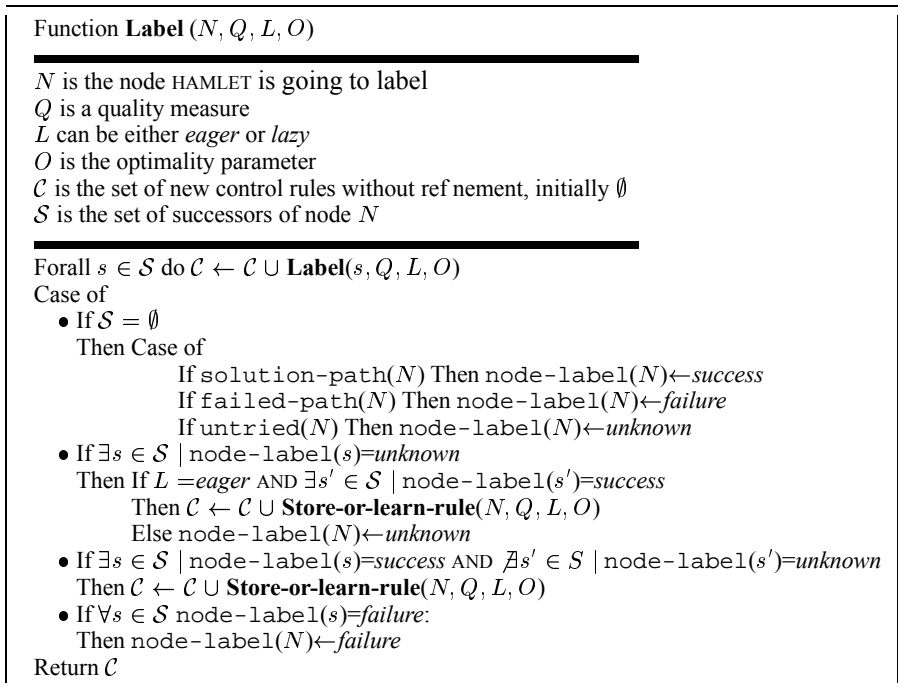 Function Label (N, Q, L, O)
N is the node HAMLET is going to label
Q is a quality measure
L can be either eager or lazy
O is the optimality parameter
𝒞 is the set of new control rules without ref nement, initially ∅
𝒮 is the set of successors of node N
Forall s ∈ 𝒮 do 𝒞 ← 𝒞 ∪ Label(s, Q, L, O)
Case of
• If 𝒮 = ∅
Then Case of
If solution-path(N) Then node-label(N)←success
If failed-path(N) Then node-label(N)←failure
If untried(N) Then node-label(N)←unknown
• If ∃s ∈ 𝒮 | node-label(s)=unknown
Then If L =eager AND ∃s′ ∈ 𝒮 | node-label(s′)=success
Then 𝒞 ← 𝒞 ∪ Store-or-learn-rule(N, Q, L, O)
Else node-label(N)←unknown
• If ∃s ∈ 𝒮 | node-label(s)=success AND ∄s′ ∈ S | node-label(s′)=unknown
Then 𝒞 ← 𝒞 ∪ Store-or-learn-rule(N, Q, L, O)
• If ∀s ∈ 𝒮 node-label(s)=failure:
Then node-label(N)←failure
Return 𝒞